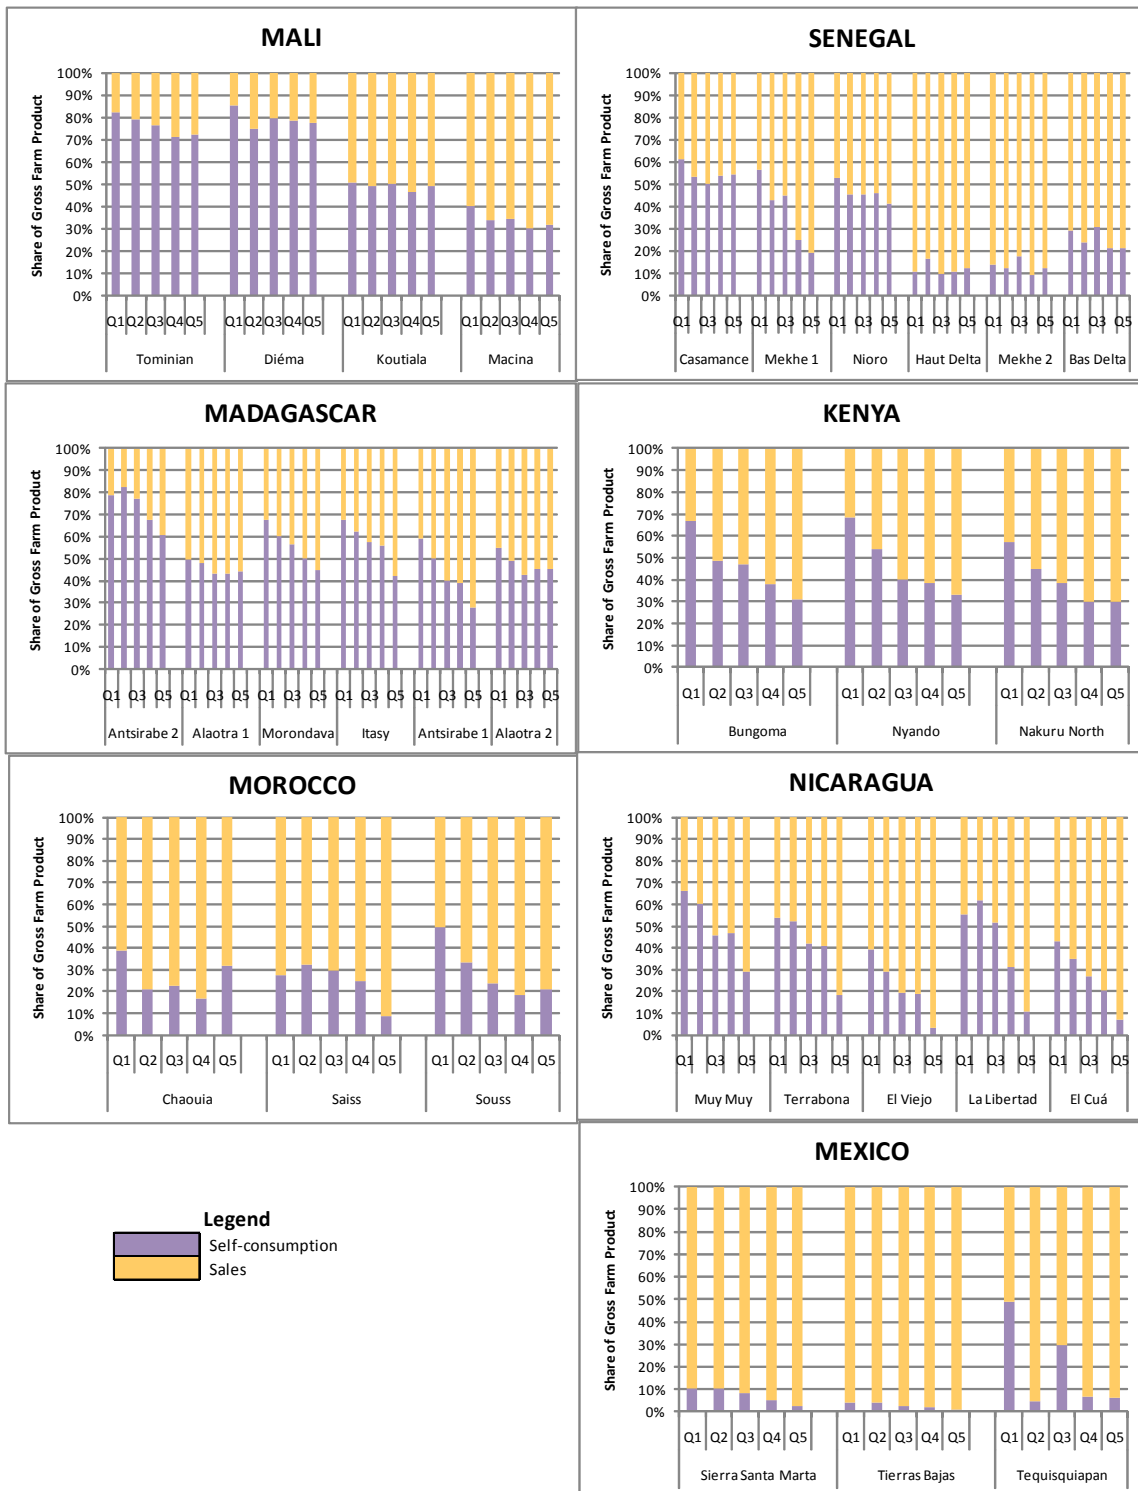 MALI
Share of Gross Farm Product
100%
90%
80%
70%
60%
50%
40%
30%
20%
10%
0%
Q1 Q2 Q3 Q4 Q5 Q1 Q2 Q3 Q4 Q5 Q1 Q2 Q3 Q4 Q5 Q1 Q2 Q3 Q4 Q5
Tominian Diéma Koutiala Macina
SENEGAL
Share of Gross Farm Product
100%
90%
80%
70%
60%
50%
40%
30%
20%
10%
0%
Q1 Q3 Q5 Q1 Q3 Q5 Q1 Q3 Q5 Q1 Q3 Q5 Q1 Q3 Q5 Q1 Q3 Q5
Casamance Mekhe 1 Nioro Haut Delta Mekhe 2 Bas Delta
MADAGASCAR
Share of Gross Farm Product
100%
90%
80%
70%
60%
50%
40%
30%
20%
10%
0%
Q1 Q3 Q5 Q1 Q3 Q5 Q1 Q3 Q5 Q1 Q3 Q5 Q1 Q3 Q5 Q1 Q3 Q5
Antsirabe 2 Alaotra 1 Morondava Itasy Antsirabe 1 Alaotra 2
KENYA
Share of Gross Farm Product
100%
90%
80%
70%
60%
50%
40%
30%
20%
10%
0%
Q1 Q2 Q3 Q4 Q5 Q1 Q2 Q3 Q4 Q5 Q1 Q2 Q3 Q4 Q5
Bungoma Nyando Nakuru North
MOROCCO
Share of Gross Farm Product
100%
90%
80%
70%
60%
50%
40%
30%
20%
10%
0%
Q1 Q2 Q3 Q4 Q5 Q1 Q2 Q3 Q4 Q5 Q1 Q2 Q3 Q4 Q5
Chaouia Saiss Souss
NICARAGUA
Share of Gross Farm Product
100%
90%
80%
70%
60%
50%
40%
30%
20%
10%
0%
Q1 Q3 Q5 Q1 Q3 Q5 Q1 Q3 Q5 Q1 Q3 Q5 Q1 Q3 Q5
Muy Muy Terrabona El Viejo La Libertad El Cuá
Legend
Self-consumption
Sales
MEXICO
Share of Gross Farm Product
100%
90%
80%
70%
60%
50%
40%
30%
20%
10%
0%
Q1 Q2 Q3 Q4 Q5 Q1 Q2 Q3 Q4 Q5 Q1 Q2 Q3 Q4 Q5
Sierra Santa Marta Tierras Bajas Tequisquiapan